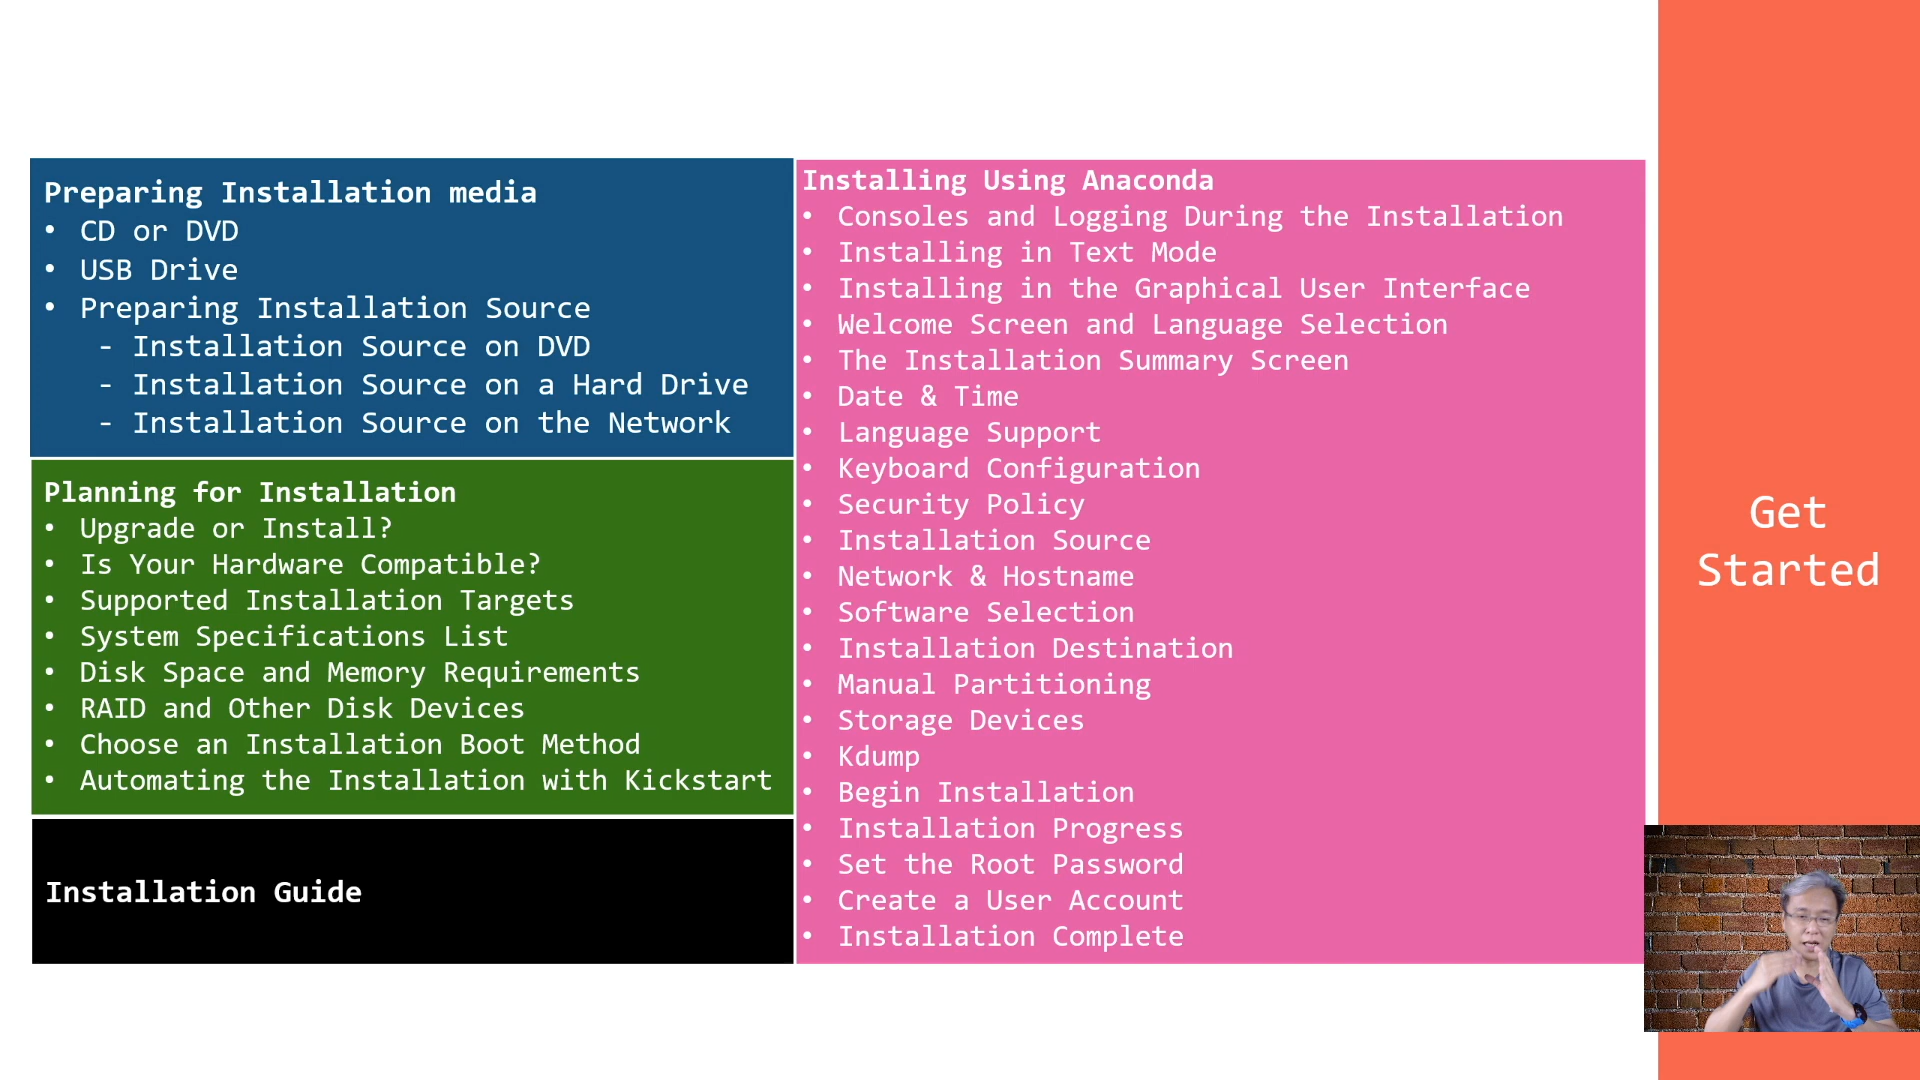 Preparing Installation media
• CD or DVD
• USB Drive
• Preparing Installation Source
- Installation Source on DVD
- Installation Source on a Hard Drive
- Installation Source on the Network
Planning for Installation
• Upgrade or Install?
• Is Your Hardware Compatible?
• Supported Installation Targets
• System Specifications List
• Disk Space and Memory Requirements
• RAID and Other Disk Devices
• Choose an Installation Boot Method
• Automating the Installation with Kickstart
Installation Guide
Installing Using Anaconda
• Consoles and Logging During the Installation
• Installing in Text Mode
• Installing in the Graphical User Interface
• Welcome Screen and Language Selection
• The Installation Summary Screen
• Date & Time
• Language Support
• Keyboard Configuration
• Security Policy
• Installation Source
• Network & Hostname
• Software Selection
• Installation Destination
• Manual Partitioning
• Storage Devices
• Kdump
• Begin Installation
• Installation Progress
• Set the Root Password
• Create a User Account
• Installation Complete
Get
Started